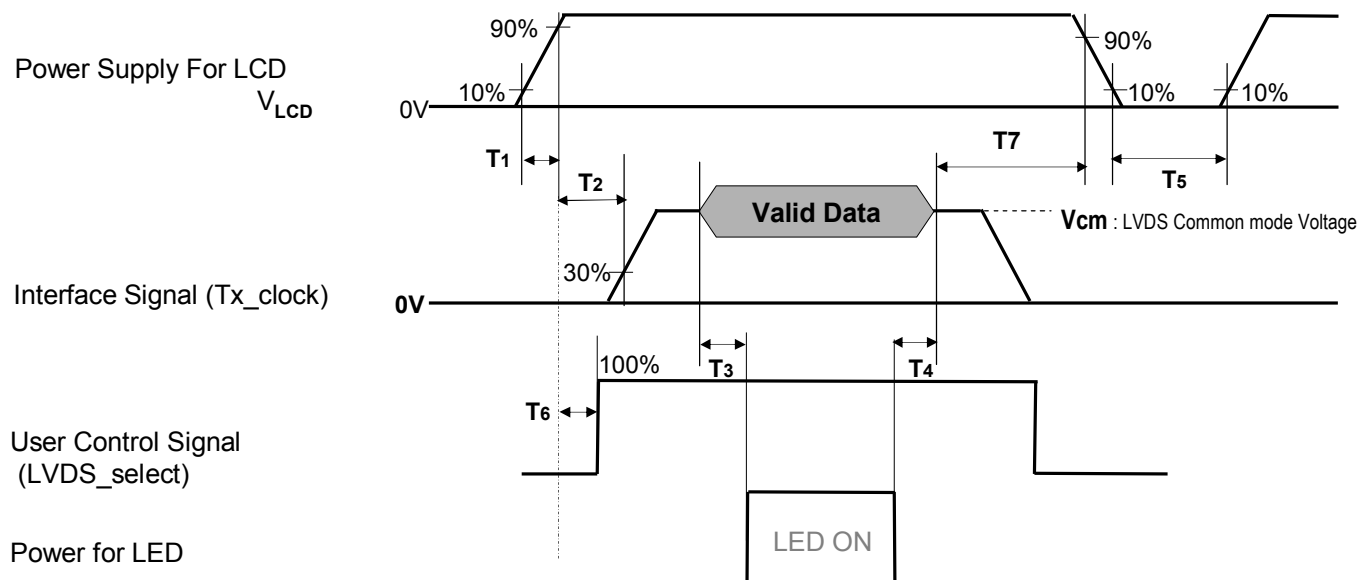 90%
90%
Power Supply For LCD
VLCD
10%
10%
10%
0V
T1
T2
T7
T5
Valid Data
Vcm : LVDS Common mode Voltage
30%
Interface Signal (Tx_clock)
0V
100%
T3
T4
T6
User Control Signal
(LVDS_select)
LED ON
Power for LED